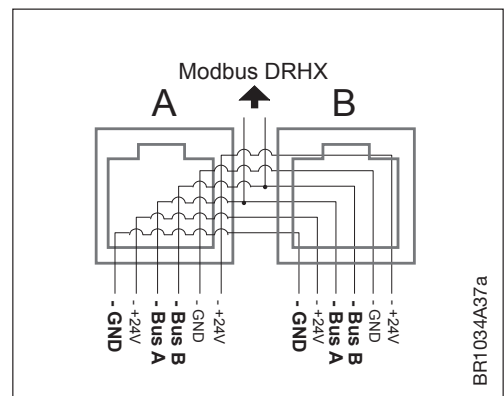 Modbus DRHX
A B
- GND
- +24V
- Bus A
- Bus B
- GND
- +24V
- GND
- +24V
- Bus A
- Bus B
- GND
- +24V
BR1034A37a